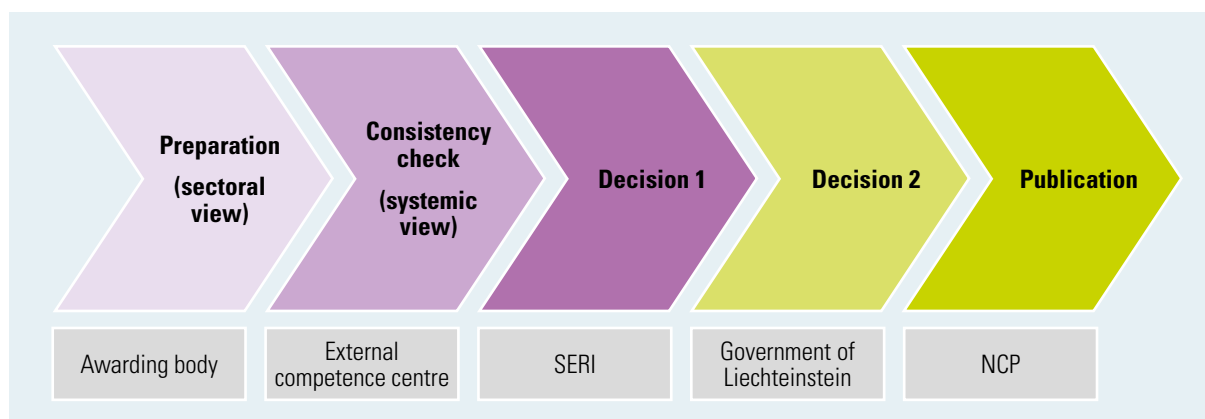 Preparation
(sectoral
view)
Consistency
check
(systemic
view)
Decision 1
Decision 2
Publication
Awarding body
External
competence centre
SERI
Government of
Liechteinstein
NCP